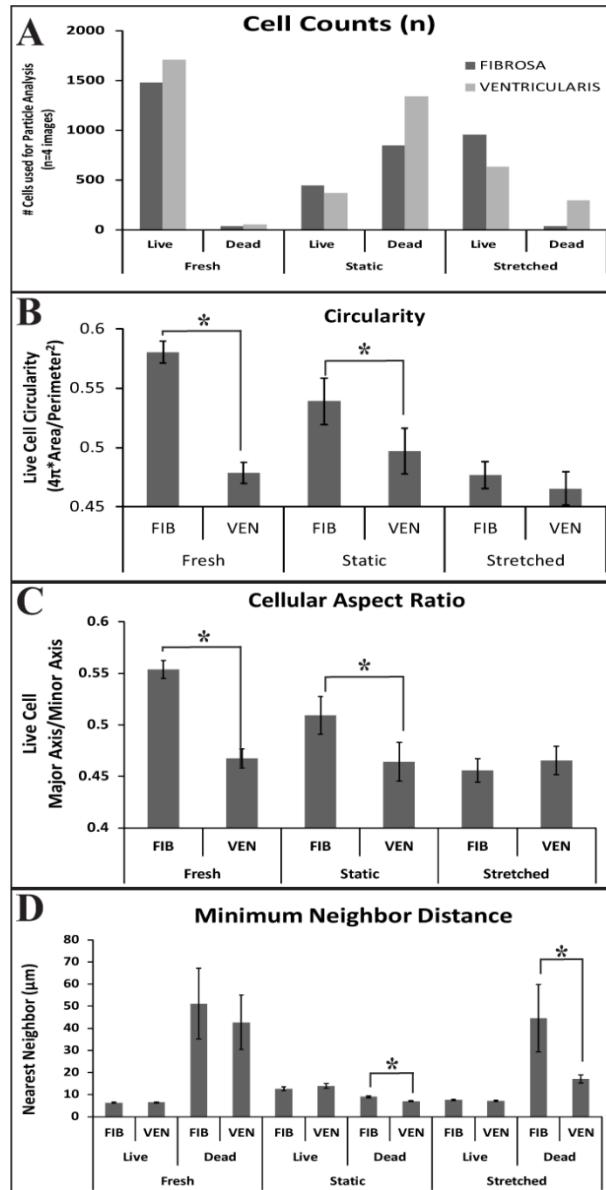 A
Cell Counts (n)
# Cells used for Particle Analysis
(n=4 images)
2000
1500
1000
500
0
FIBROSA
VENTRICULARIS
Live Dead Live Dead Live Dead
Fresh Static Stretched
B
Circularity
Live Cell Circularity
(4π*Area/Perimeter²)
0.6
0.55
0.5
0.45
* *
FIB VEN FIB VEN FIB VEN
Fresh Static Stretched
C
Cellular Aspect Ratio
Live Cell
Major Axis/Minor Axis
0.6
0.55
0.5
0.45
0.4
* *
FIB VEN FIB VEN FIB VEN
Fresh Static Stretched
D
Minimum Neighbor Distance
Nearest Neighbor (µm)
80
70
60
50
40
30
20
10
0
* *
FIB VEN FIB VEN FIB VEN FIB VEN FIB VEN FIB VEN
Live Dead Live Dead Live Dead
Fresh Static Stretched